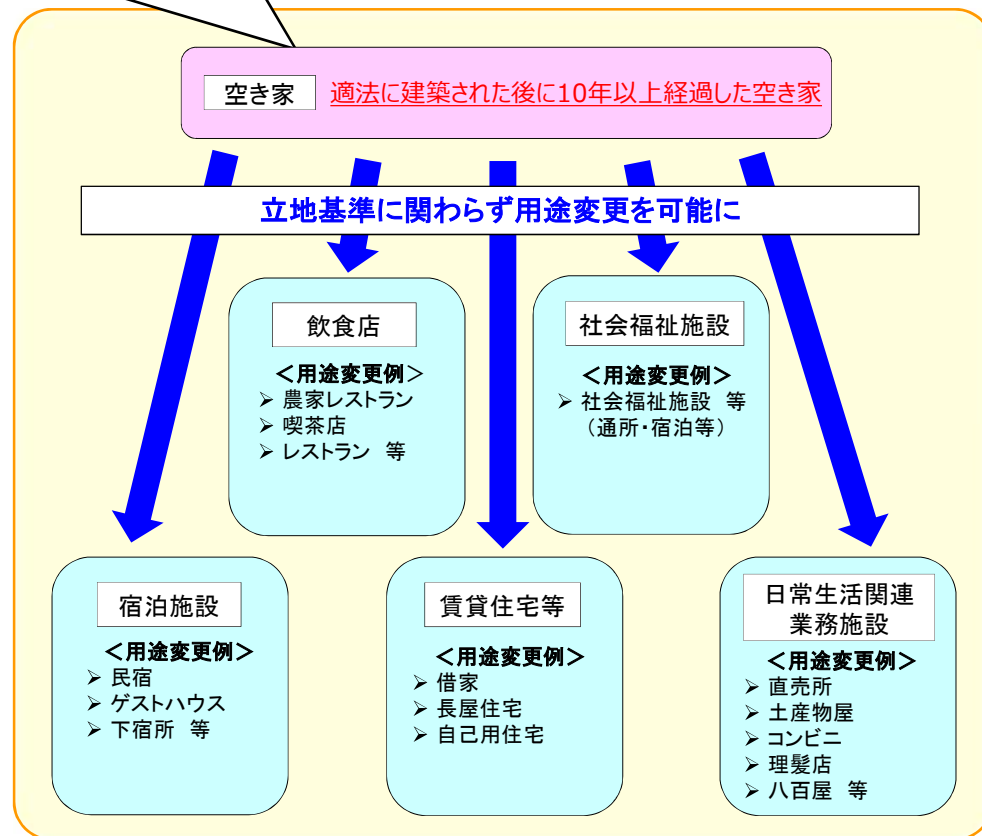 空き家
適法に建築された後に10年以上経過した空き家
立地基準に関わらず用途変更を可能に
飲食店
＜用途変更例＞
➢ 農家レストラン
➢ 喫茶店
➢ レストラン 等
社会福祉施設
＜用途変更例＞
➢ 社会福祉施設 等
（通所・宿泊等）
宿泊施設
＜用途変更例＞
➢ 民宿
➢ ゲストハウス
➢ 下宿所 等
賃貸住宅等
＜用途変更例＞
➢ 借家
➢ 長屋住宅
➢ 自己用住宅
日常生活関連
業務施設
＜用途変更例＞
➢ 直売所
➢ 土産物屋
➢ コンビニ
➢ 理髪店
➢ 八百屋 等